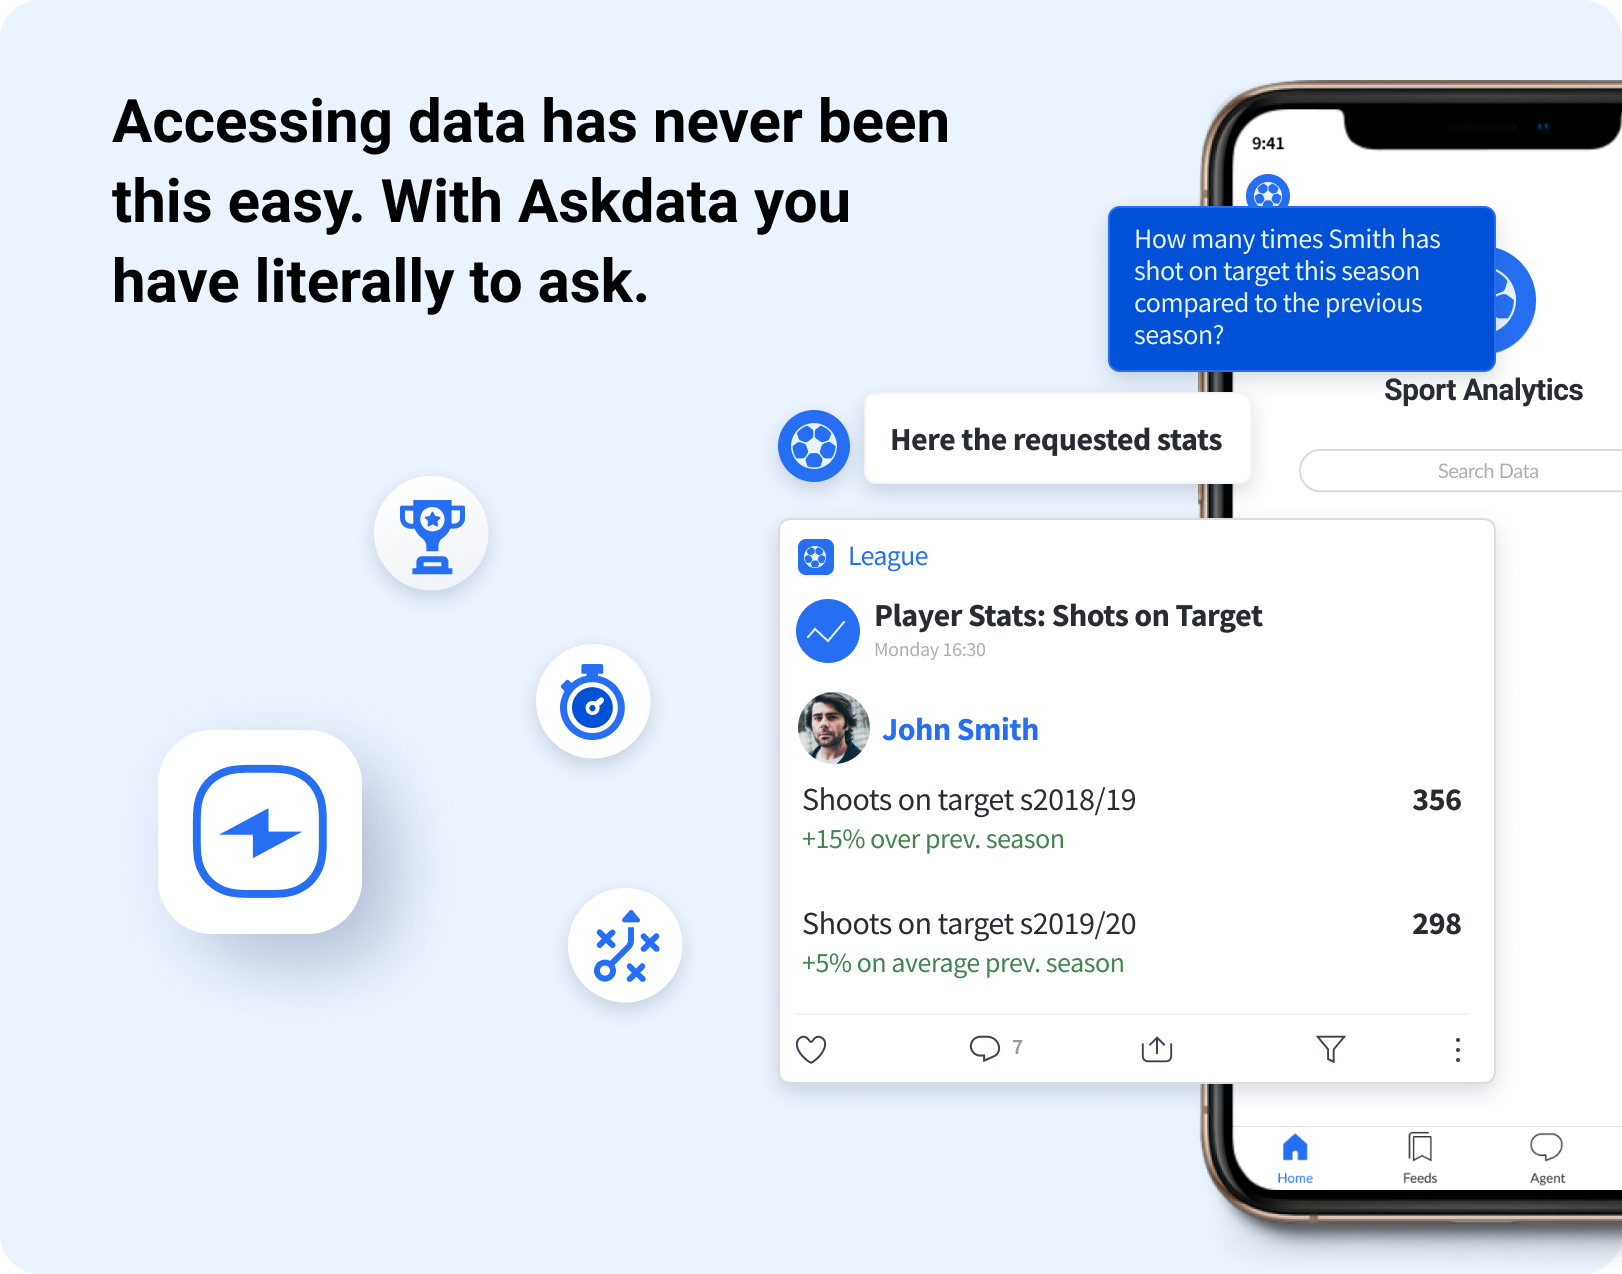 Accessing data has never been
this easy. With Askdata you
have literally to ask.
9:41
How many times Smith has
shot on target this season
compared to the previous
season?
Sport Analytics
Here the requested stats
Search Data
League
Player Stats: Shots on Target
Monday 16:30
John Smith
Shoots on target s2018/19 356
+15% over prev. season
Shoots on target s2019/20 298
+5% on average prev. season
7
Home Feeds Agent